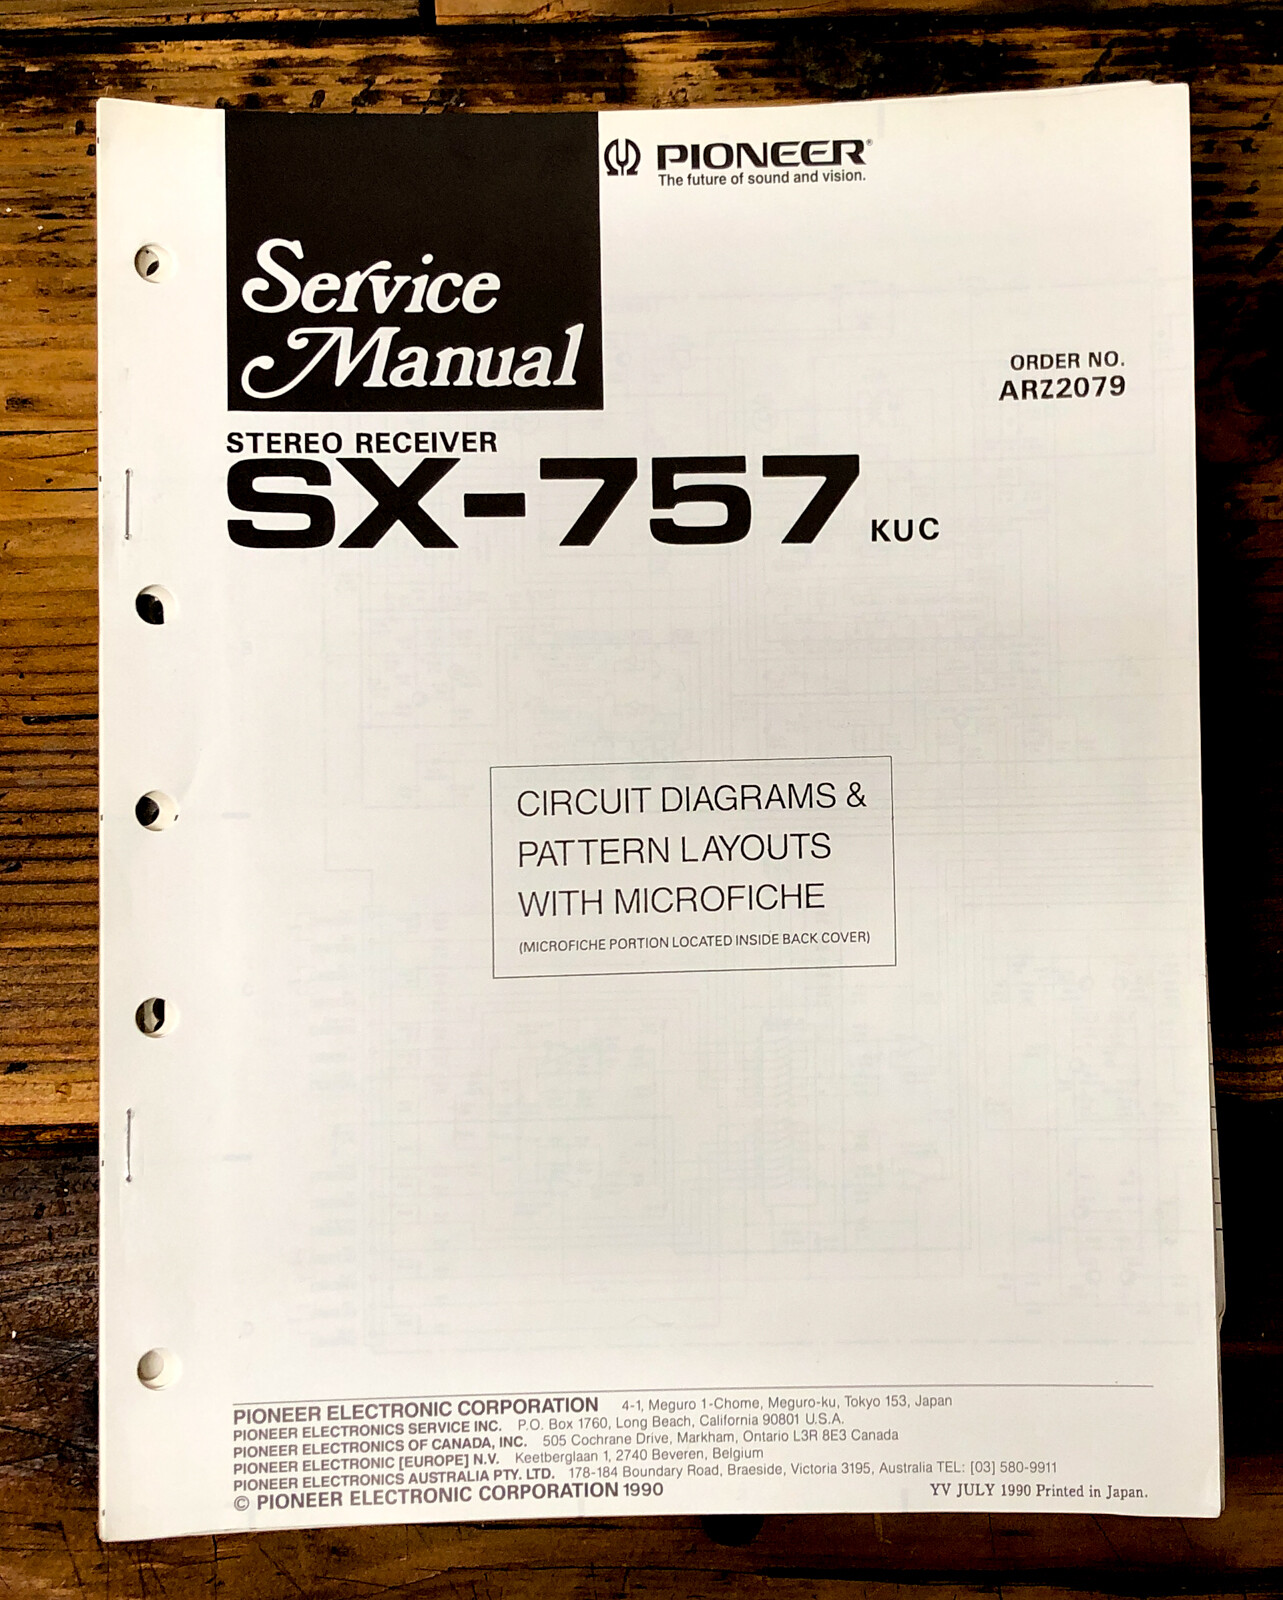 PIONEER®
The future of sound and vision.
Service
Manual
ORDER NO.
ARZ2079
STEREO RECEIVER
SX-757 KUC
CIRCUIT DIAGRAMS &
PATTERN LAYOUTS
WITH MICROFICHE
(MICROFICHE PORTION LOCATED INSIDE BACK COVER)
PIONEER ELECTRONIC CORPORATION 4-1, Meguro 1-Chome, Meguro-ku, Tokyo 153, Japan
PIONEER ELECTRONICS SERVICE INC. P.O. Box 1760, Long Beach, California 90801 U.S.A.
PIONEER ELECTRONICS OF CANADA, INC. 505 Cochrane Drive, Markham, Ontario L3R 8E3 Canada
PIONEER ELECTRONIC [EUROPE] N.V. Keetberglaan 1, 2740 Beveren, Belgium
PIONEER ELECTRONICS AUSTRALIA PTY. LTD. 178-184 Boundary Road, Braeside, Victoria 3195, Australia TEL: [03] 580-9911
© PIONEER ELECTRONIC CORPORATION 1990
YV JULY 1990 Printed in Japan.